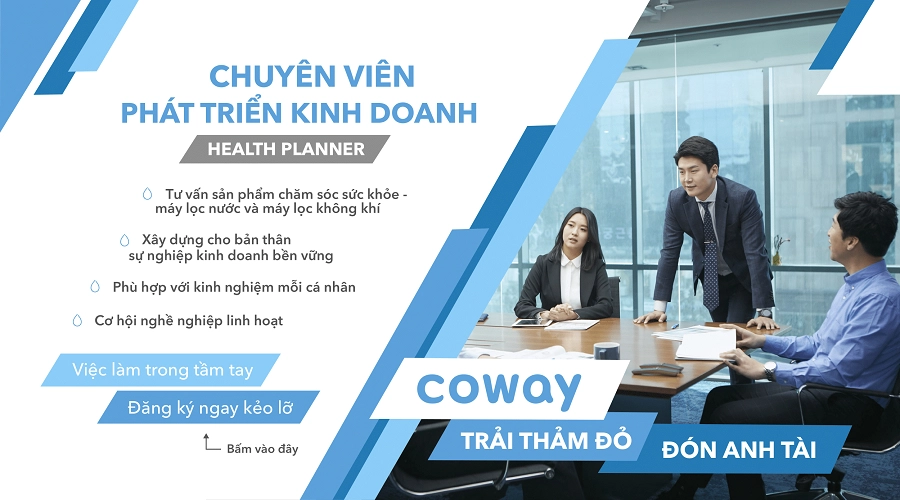 CHUYÊN VIÊN
PHÁT TRIỂN KINH DOANH
HEALTH PLANNER
Tư vấn sản phẩm chăm sóc sức khỏe -
máy lọc nước và máy lọc không khí
Xây dựng cho bản thân
sự nghiệp kinh doanh bền vững
Phù hợp với kinh nghiệm mỗi cá nhân
Cơ hội nghề nghiệp linh hoạt
Việc làm trong tầm tay
Đăng ký ngay kẻo lỡ
Bấm vào đây
coway
TRẢI THẢM ĐỎ
ĐÓN ANH TÀI